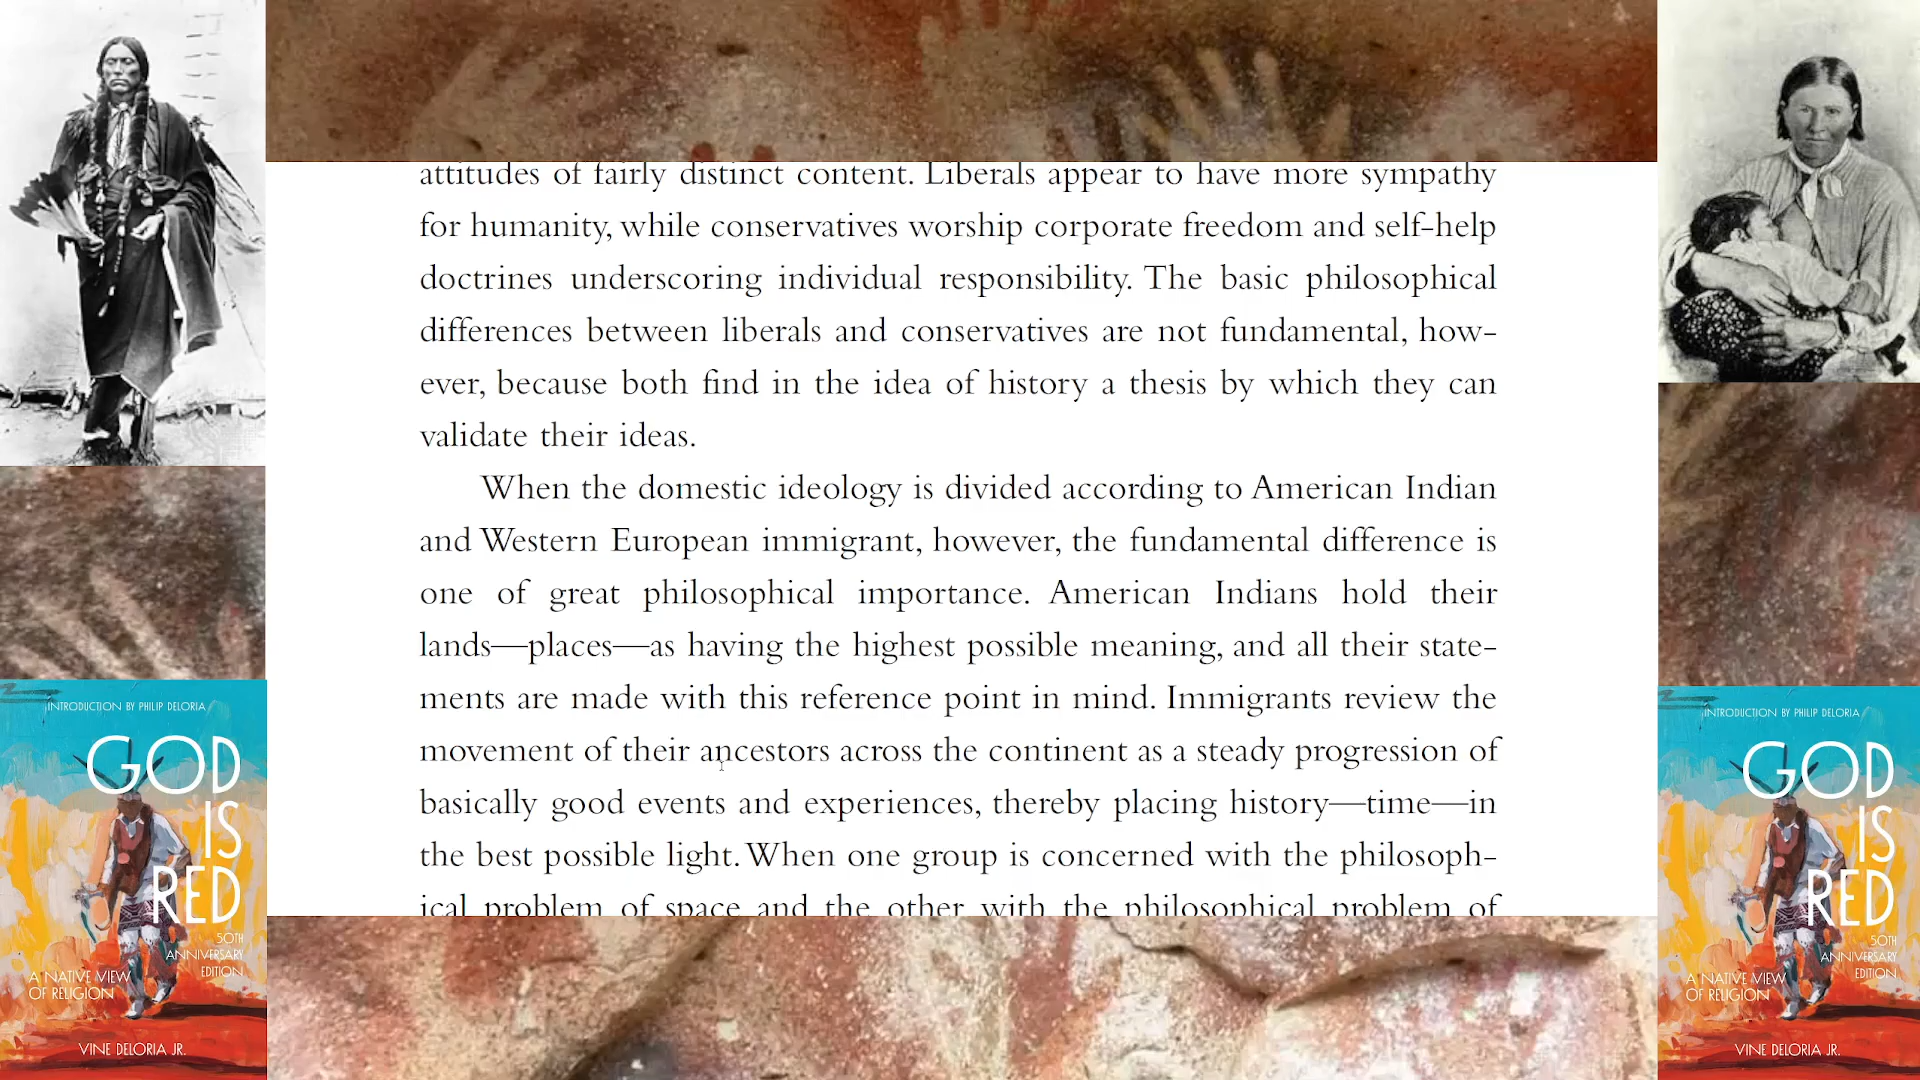 attitudes of fairly distinct content. Liberals appear to have more sympathy
for humanity, while conservatives worship corporate freedom and self-help
doctrines underscoring individual responsibility. The basic philosophical
differences between liberals and conservatives are not fundamental, how-
ever, because both find in the idea of history a thesis by which they can
validate their ideas.
When the domestic ideology is divided according to American Indian
and Western European immigrant, however, the fundamental difference is
one of great philosophical importance. American Indians hold their
lands—places—as having the highest possible meaning, and all their state-
ments are made with this reference point in mind. Immigrants review the
movement of their ancestors across the continent as a steady progression of
basically good events and experiences, thereby placing history—time—in
the best possible light. When one group is concerned with the philosoph-
ical problem of space and the other with the philosophical problem of
INTRODUCTION BY PHILIP DELORIA
GOD
IS
RED
50TH
ANNIVERSARY
EDITION
A NATIVE VIEW
OF RELIGION
VINE DELORIA JR.
INTRODUCTION BY PHILIP DELORIA
GOD
IS
RED
50TH
ANNIVERSARY
EDITION
A NATIVE VIEW
OF RELIGION
VINE DELORIA JR.